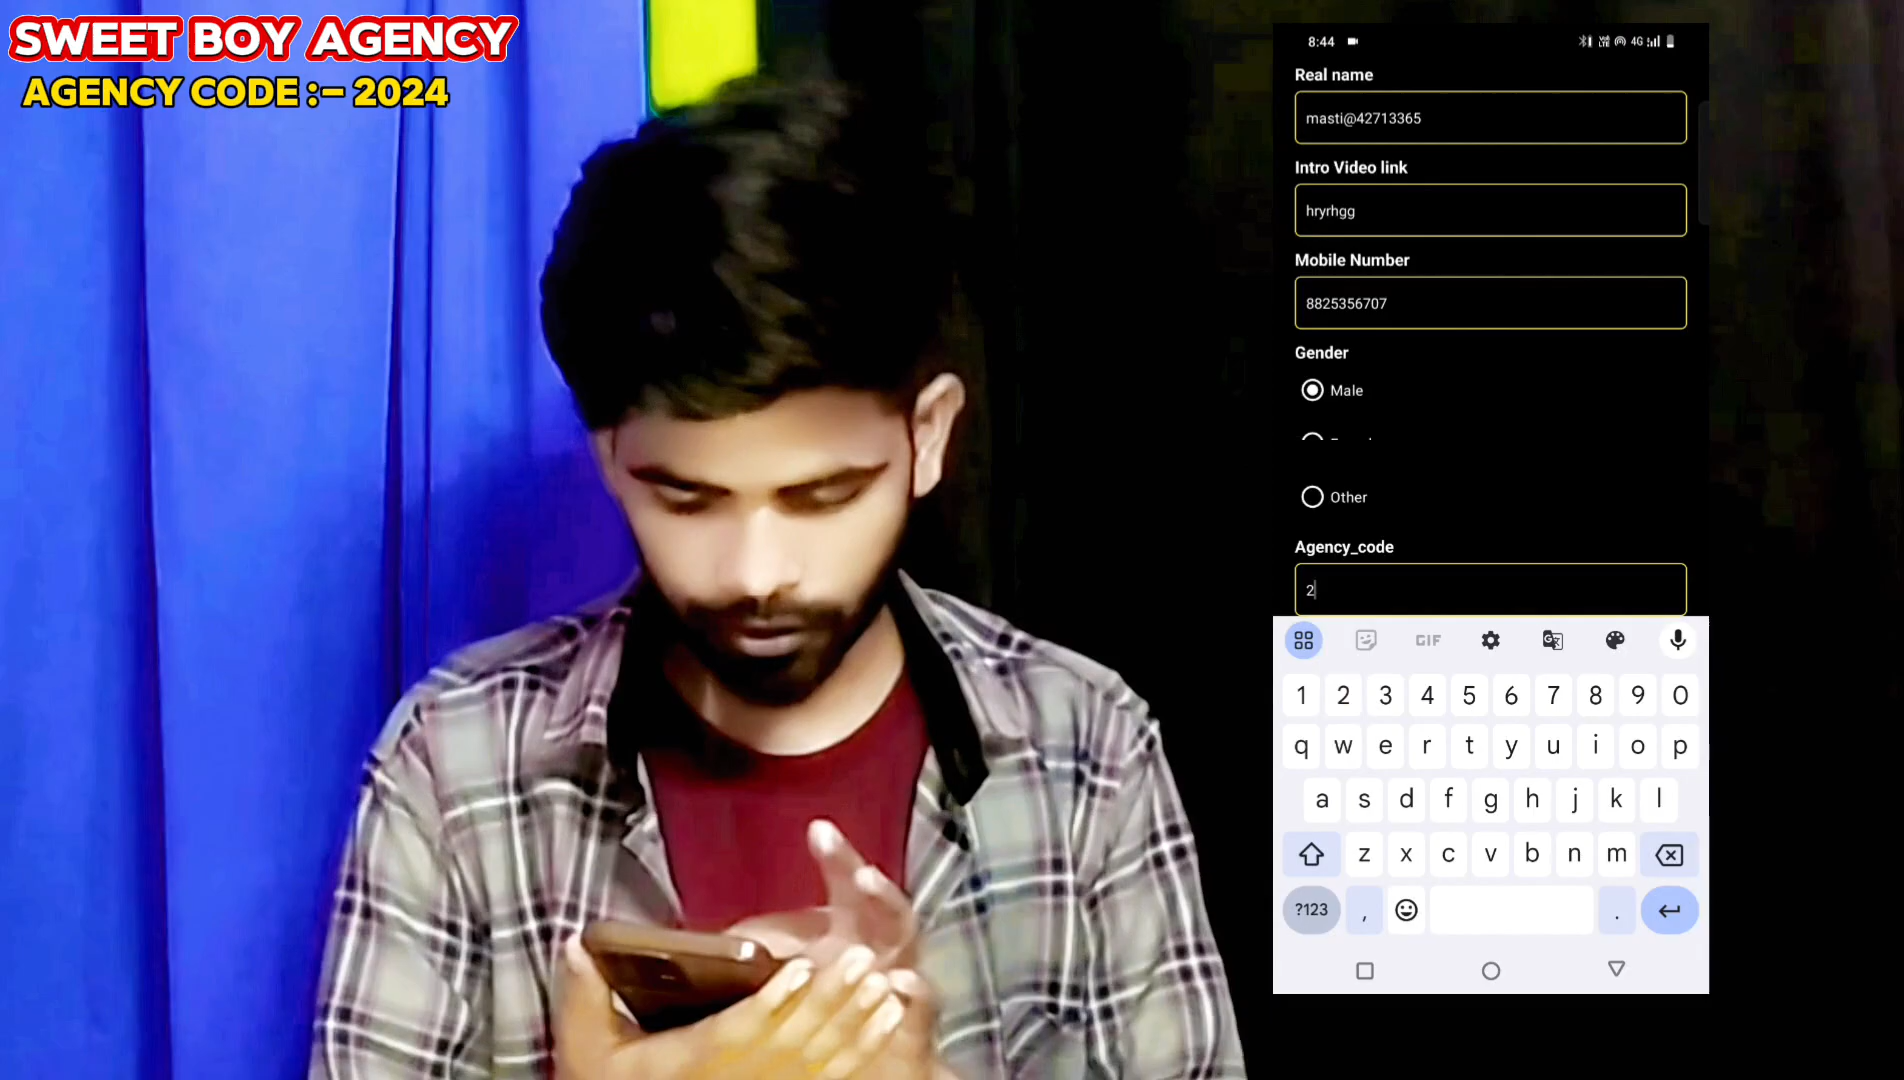 SWEET BOY AGENCY
AGENCY CODE :- 2024
8:44
4G
Real name
masti@42713365
Intro Video link
hryrhgg
Mobile Number
8825356707
Gender
Male
Other
Agency_code
2
GIF
1 2 3 4 5 6 7 8 9 0
q w e r t y u i o p
a s d f g h j k l
z x c v b n m
?123 , .